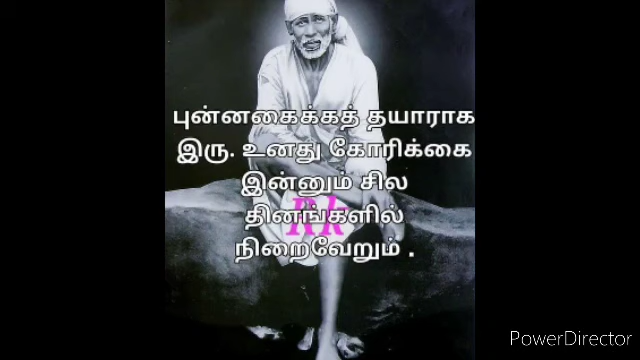 புன்னகைக்கத் தயாராக
இரு. உனது கோரிக்கை
இன்னும் சில
தினங்களில்
Rk
நிறைவேறும் .
PowerDirector